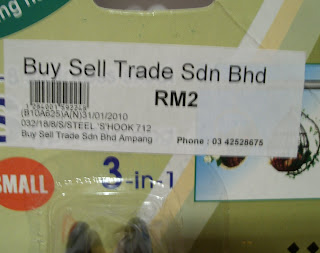 Buy Sell Trade Sdn Bhd
RM2
(B10A625)A(N)31/01/2010
032/18/8/S/STEEL 'S'HOOK 712
Buy Sell Trade Sdn Bhd Ampang
Phone : 03 42528675
SMALL
3-in-1